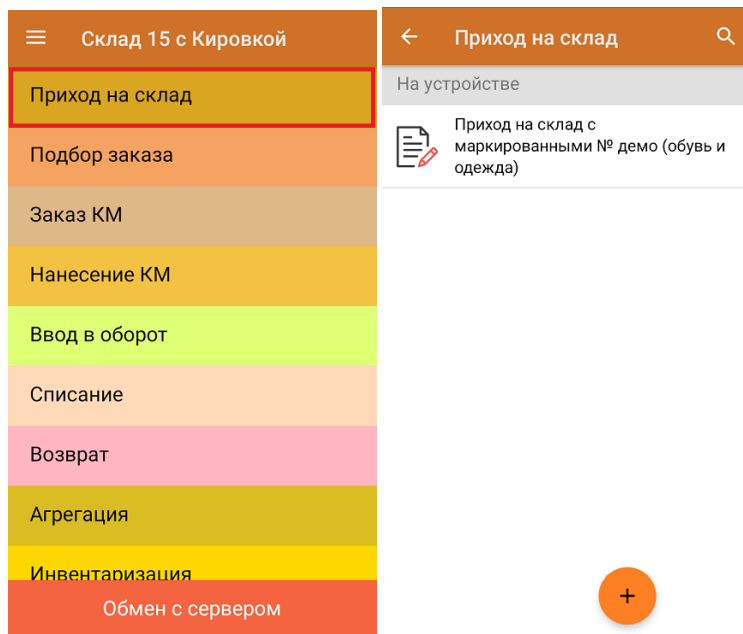 Склад 15 с Кировкой
Приход на склад
Подбор заказа
Заказ КМ
Нанесение КМ
Ввод в оборот
Списание
Возврат
Агрегация
Инвентаризация
Обмен с сервером
Приход на склад
На устройстве
Приход на склад с
маркированными № демо (обувь и
одежда)